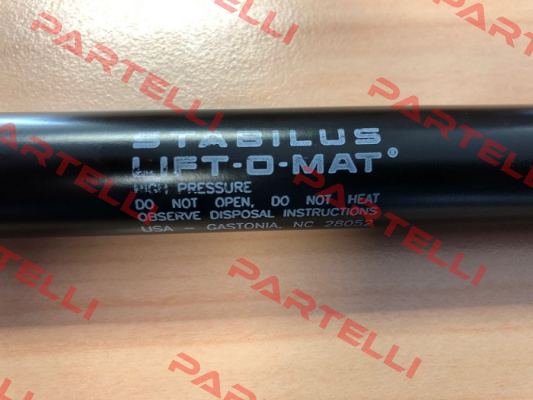 STABILUS
LIFT-O-MAT®
HIGH PRESSURE
DO NOT OPEN, DO NOT HEAT
OBSERVE DISPOSAL INSTRUCTIONS
USA - GASTONIA, NC 28052
PARTELLI
PARTELLI
PARTELLI
PARTELLI
PARTELLI
PARTELLI